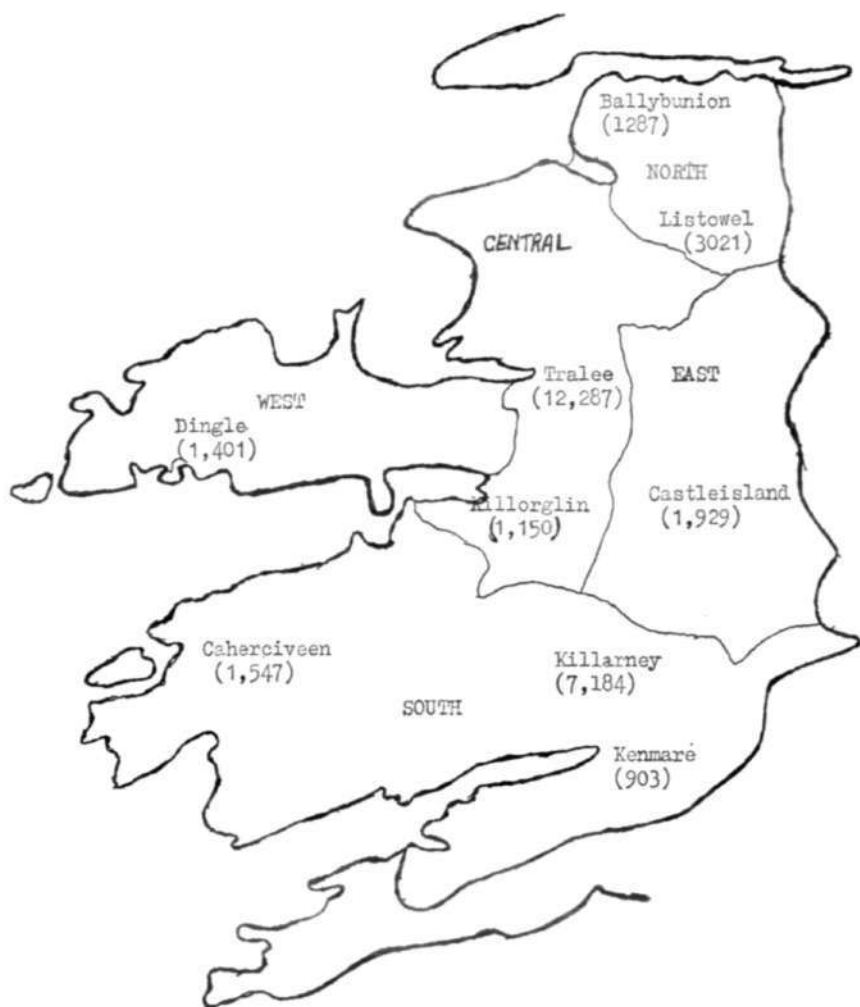 Ballybunion
(1287)
NORTH
Listowel
(3021)
CENTRAL
Tralee
(12,287)
EAST
WEST
Dingle
(1,401)
Killorglin
(1,150)
Castleisland
(1,929)
Caherciveen
(1,547)
Killarney
(7,184)
SOUTH
Kenmare
(903)